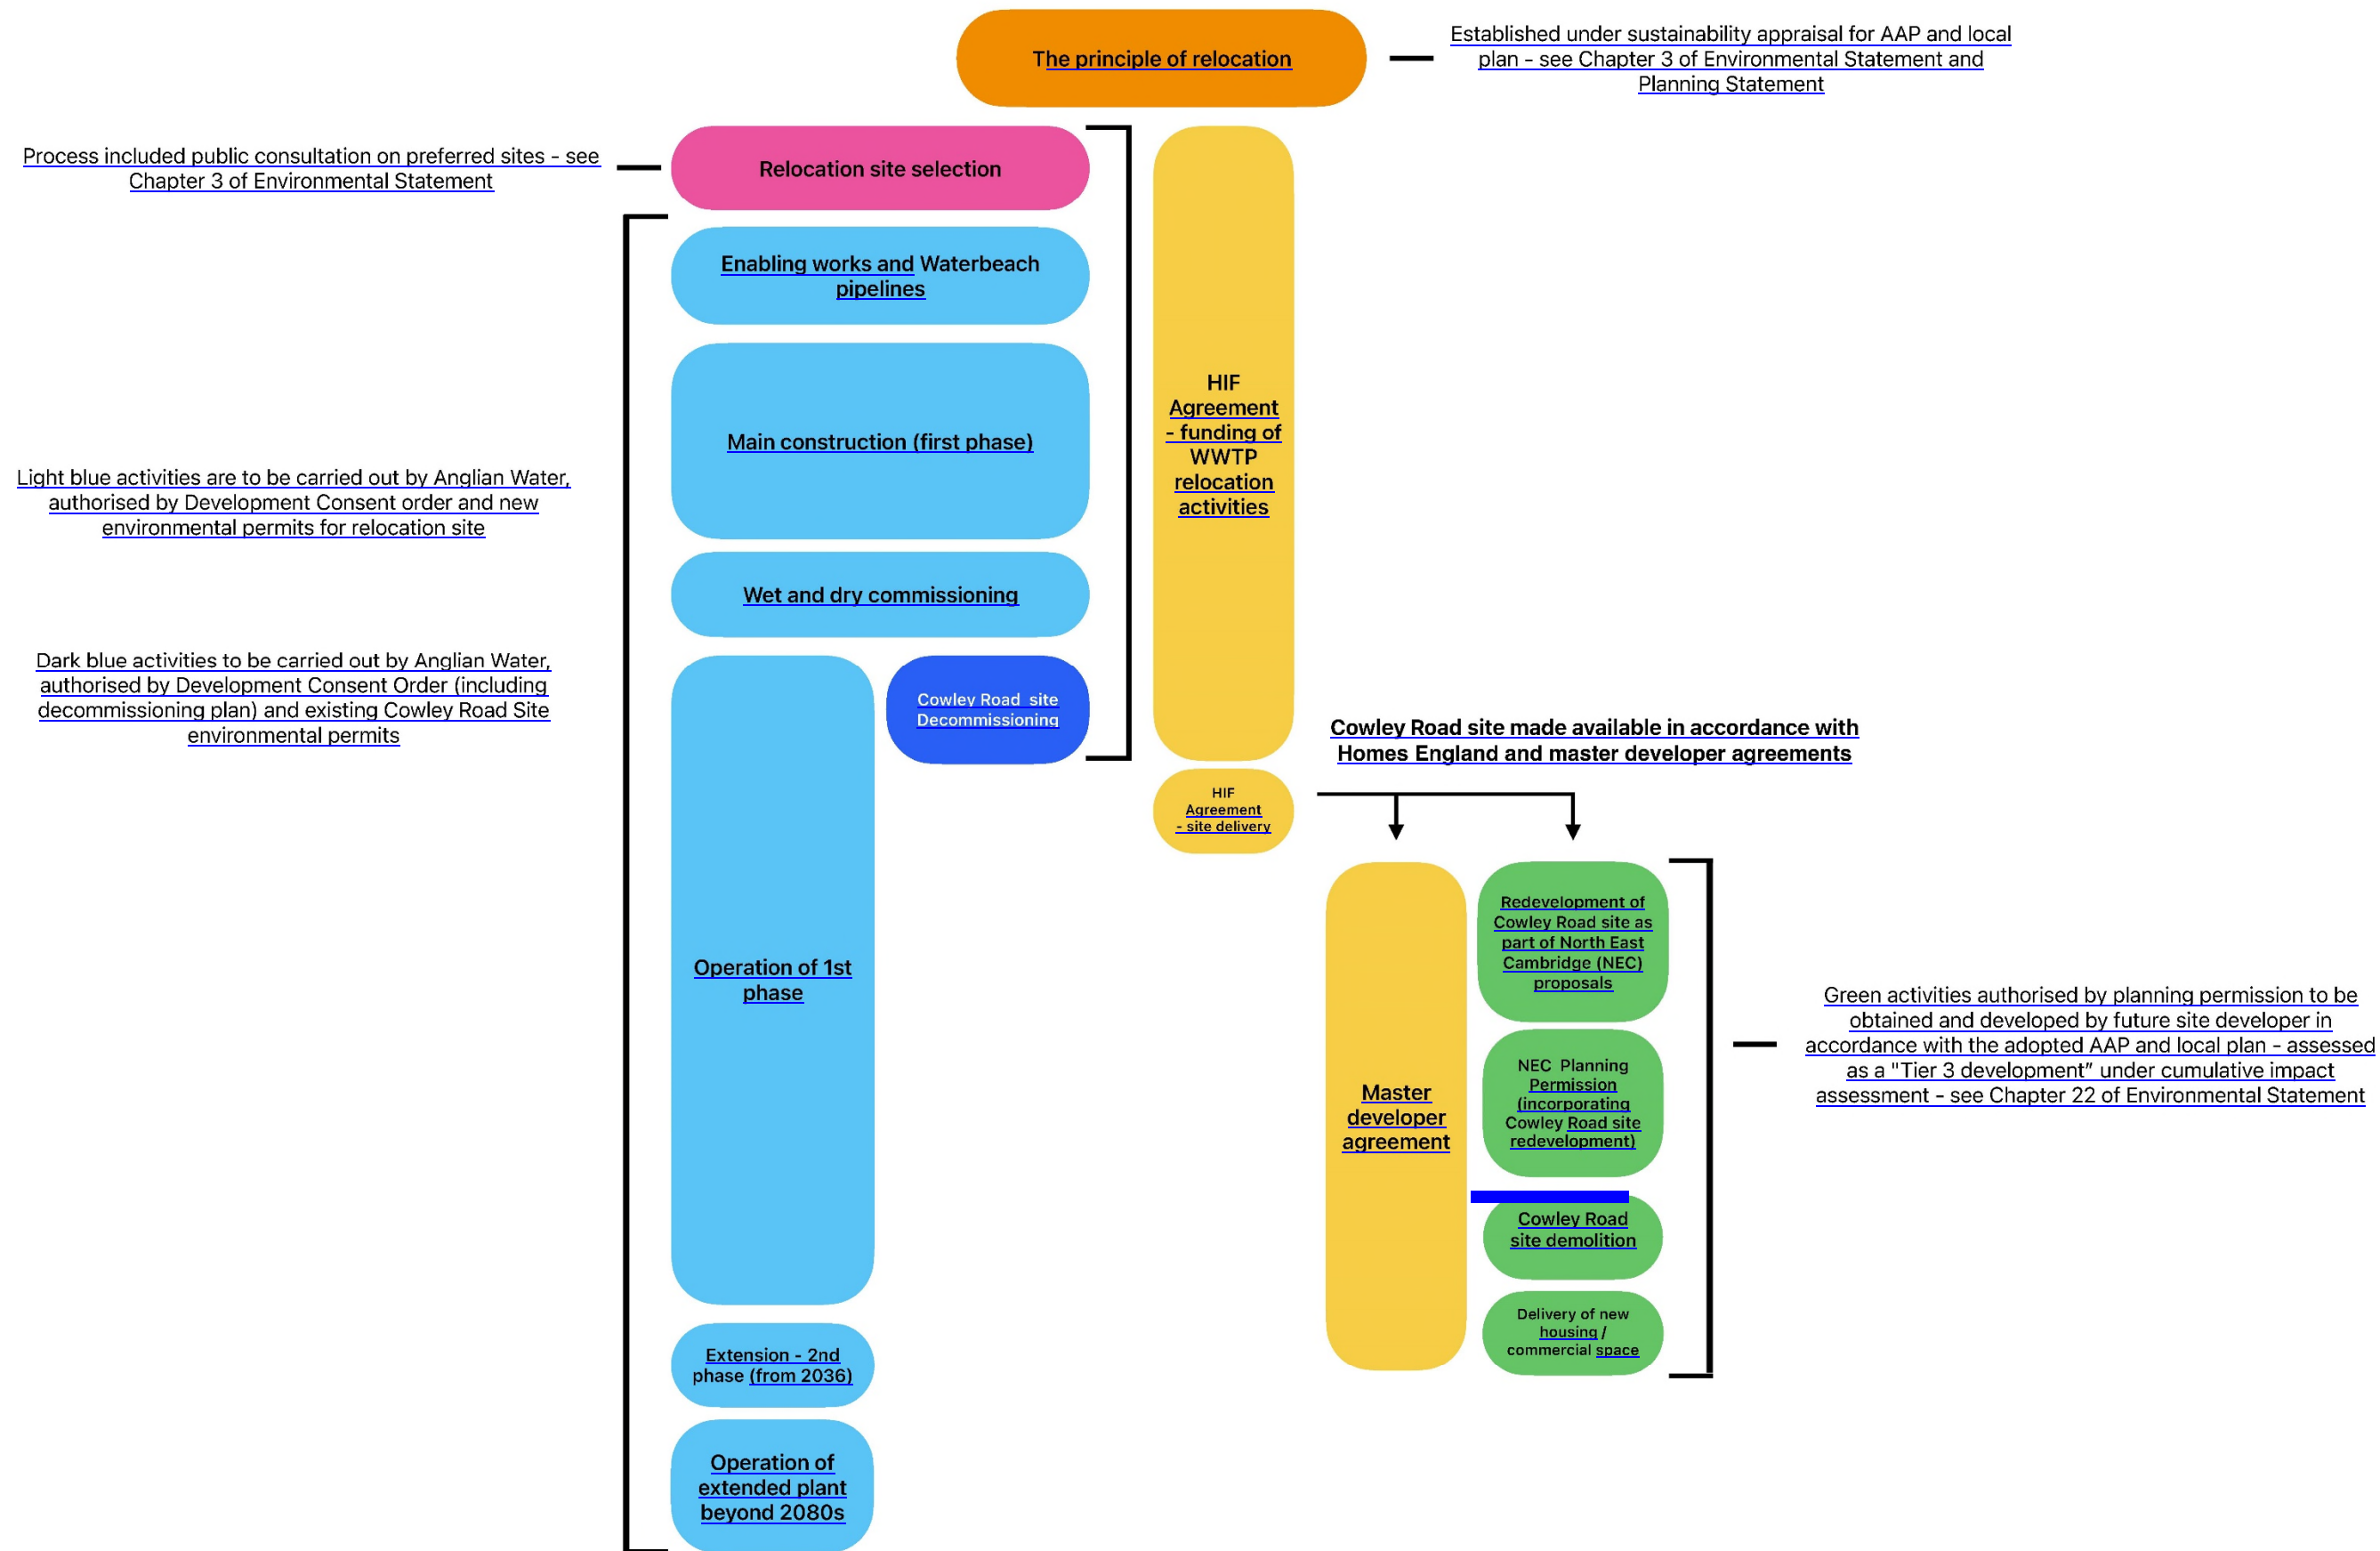 The principle of relocation
Established under sustainability appraisal for AAP and local
plan - see Chapter 3 of Environmental Statement and
Planning Statement
Process included public consultation on preferred sites - see
Chapter 3 of Environmental Statement
Relocation site selection
Enabling works and Waterbeach
pipelines
Main construction (first phase)
HIF
Agreement
- funding of
WWTP
relocation
activities
Light blue activities are to be carried out by Anglian Water,
authorised by Development Consent order and new
environmental permits for relocation site
Wet and dry commissioning
Dark blue activities to be carried out by Anglian Water,
authorised by Development Consent Order (including
decommissioning plan) and existing Cowley Road Site
environmental permits
Cowley Road  site
Decommissioning
Cowley Road site made available in accordance with
Homes England and master developer agreements
HIF
Agreement
- site delivery
Operation of 1st
phase
Master
developer
agreement
Redevelopment of
Cowley Road site as
part of North East
Cambridge (NEC)
proposals
NEC  Planning
Permission
(incorporating
Cowley Road site
redevelopment)
Cowley Road
site demolition
Delivery of new
housing /
commercial space
Green activities authorised by planning permission to be
obtained and developed by future site developer in
accordance with the adopted AAP and local plan - assessed
as a "Tier 3 development” under cumulative impact
assessment - see Chapter 22 of Environmental Statement
Extension - 2nd
phase (from 2036)
Operation of
extended plant
beyond 2080s